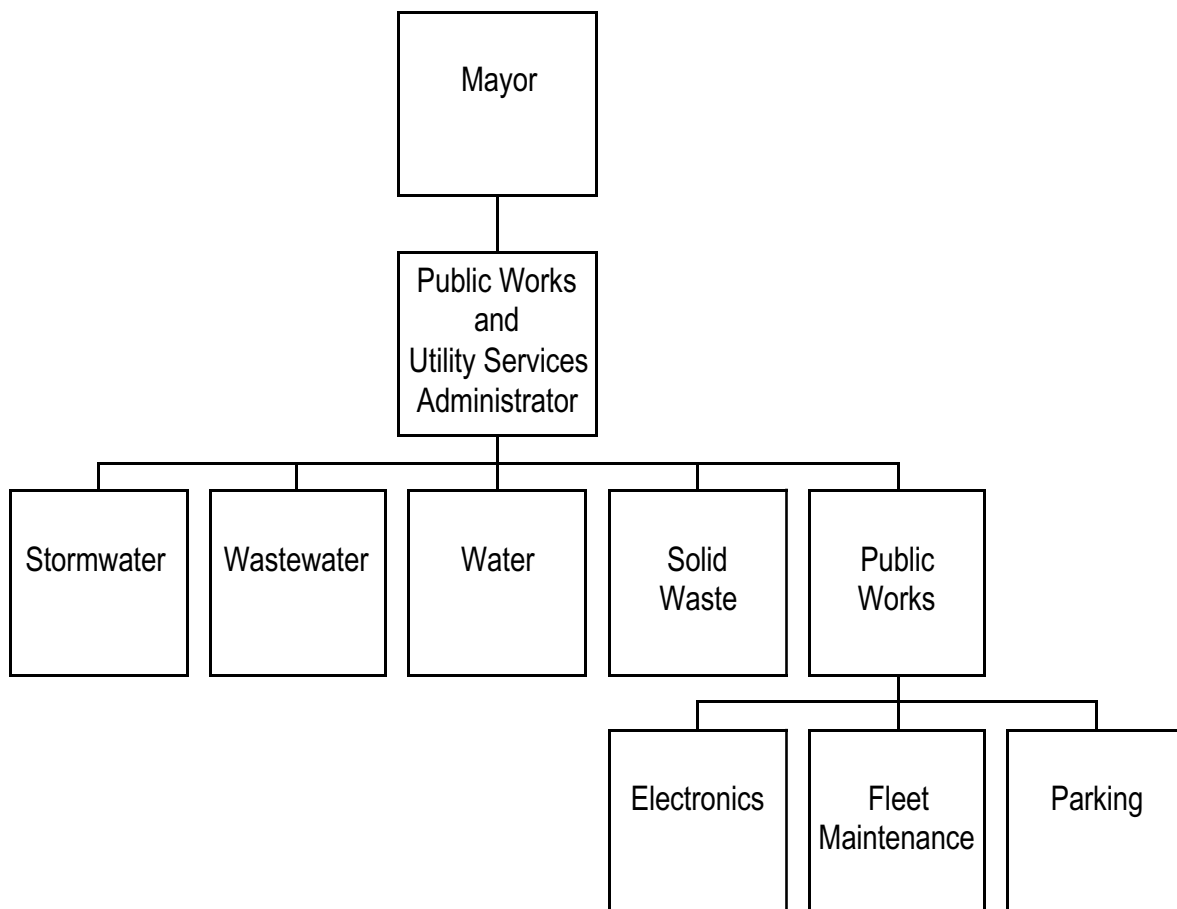 Mayor
Public Works
and
Utility Services
Administrator
Stormwater
Wastewater
Water
Solid
Waste
Public
Works
Electronics
Fleet
Maintenance
Parking